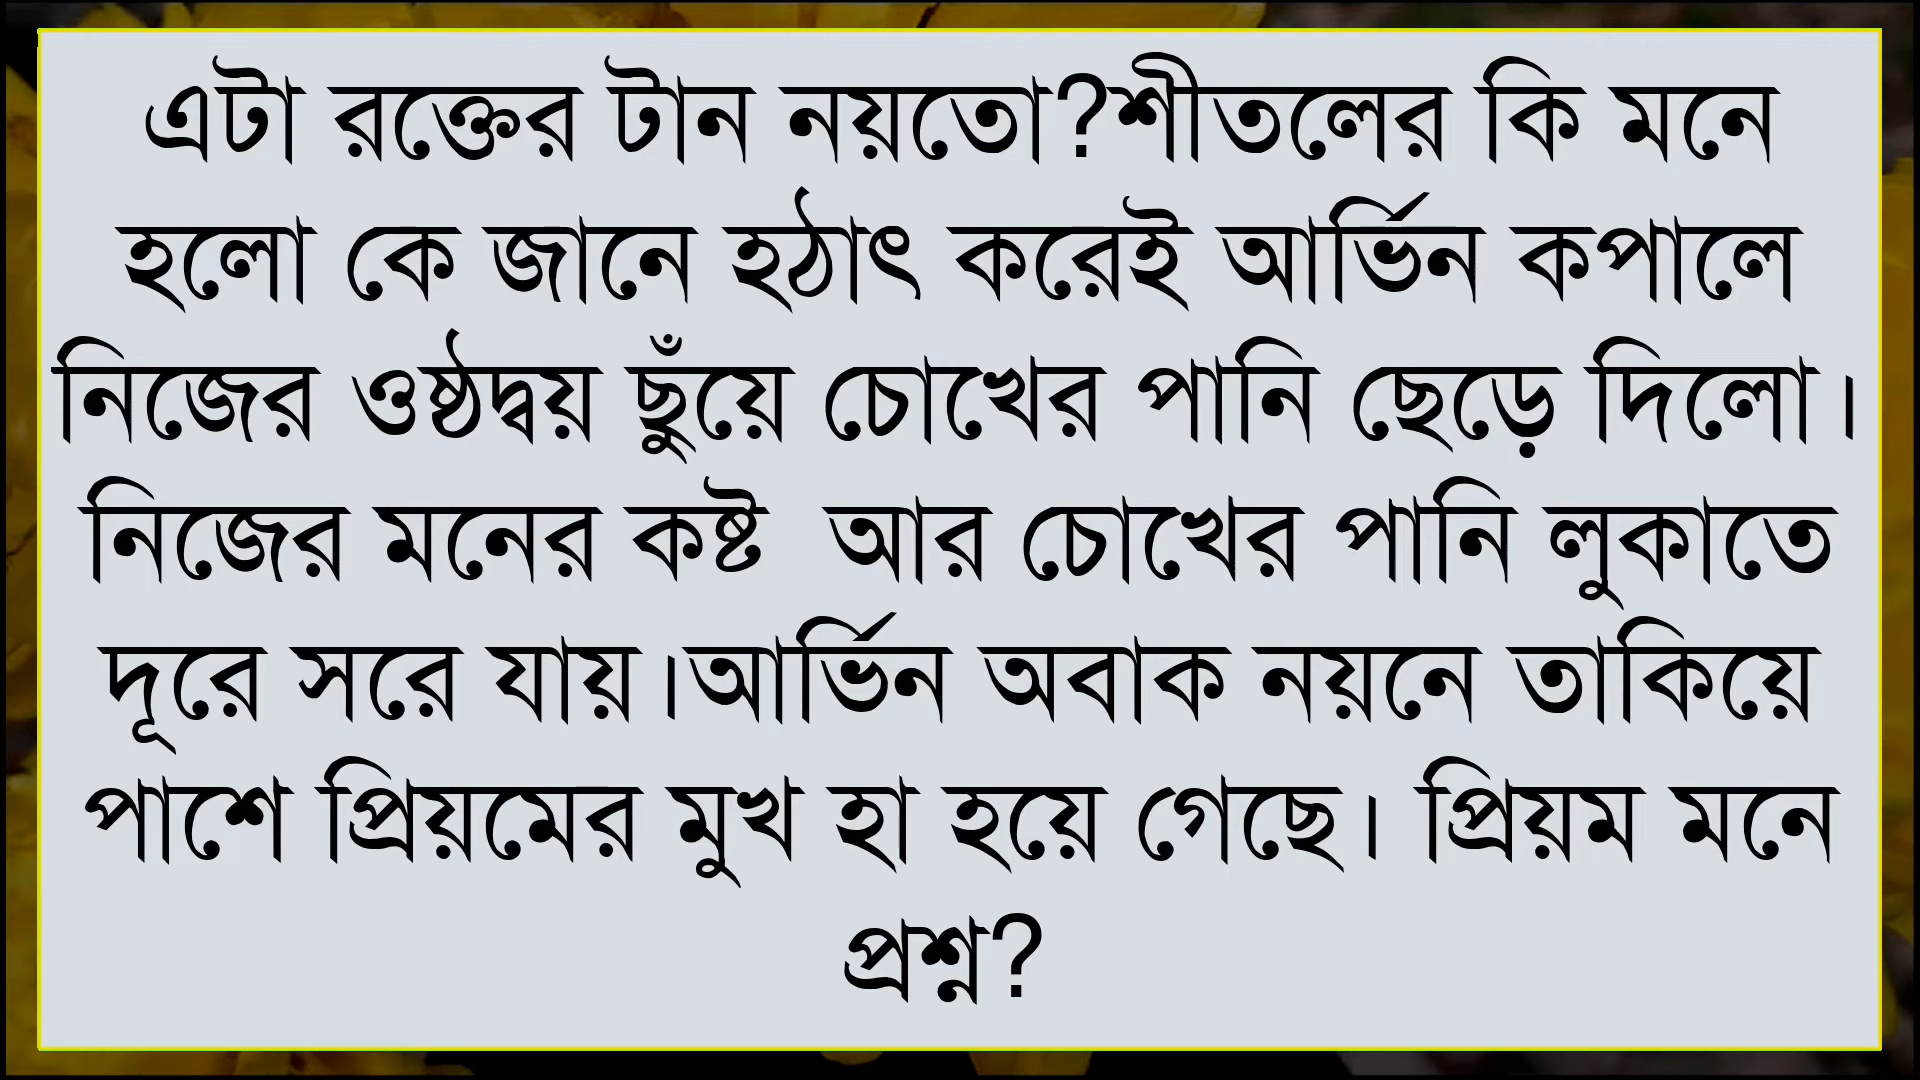 এটা রক্তের টান নয়তো?শীতলের কি মনে
হলো কে জানে হঠাৎ করেই আর্ভিন কপালে
নিজের ওষ্ঠদ্বয় ছুঁয়ে চোখের পানি ছেড়ে দিলো।
নিজের মনের কষ্ট  আর চোখের পানি লুকাতে
দূরে সরে যায়।আর্ভিন অবাক নয়নে তাকিয়ে
পাশে প্রিয়মের মুখ হা হয়ে গেছে। প্রিয়ম মনে
প্রশ্ন?